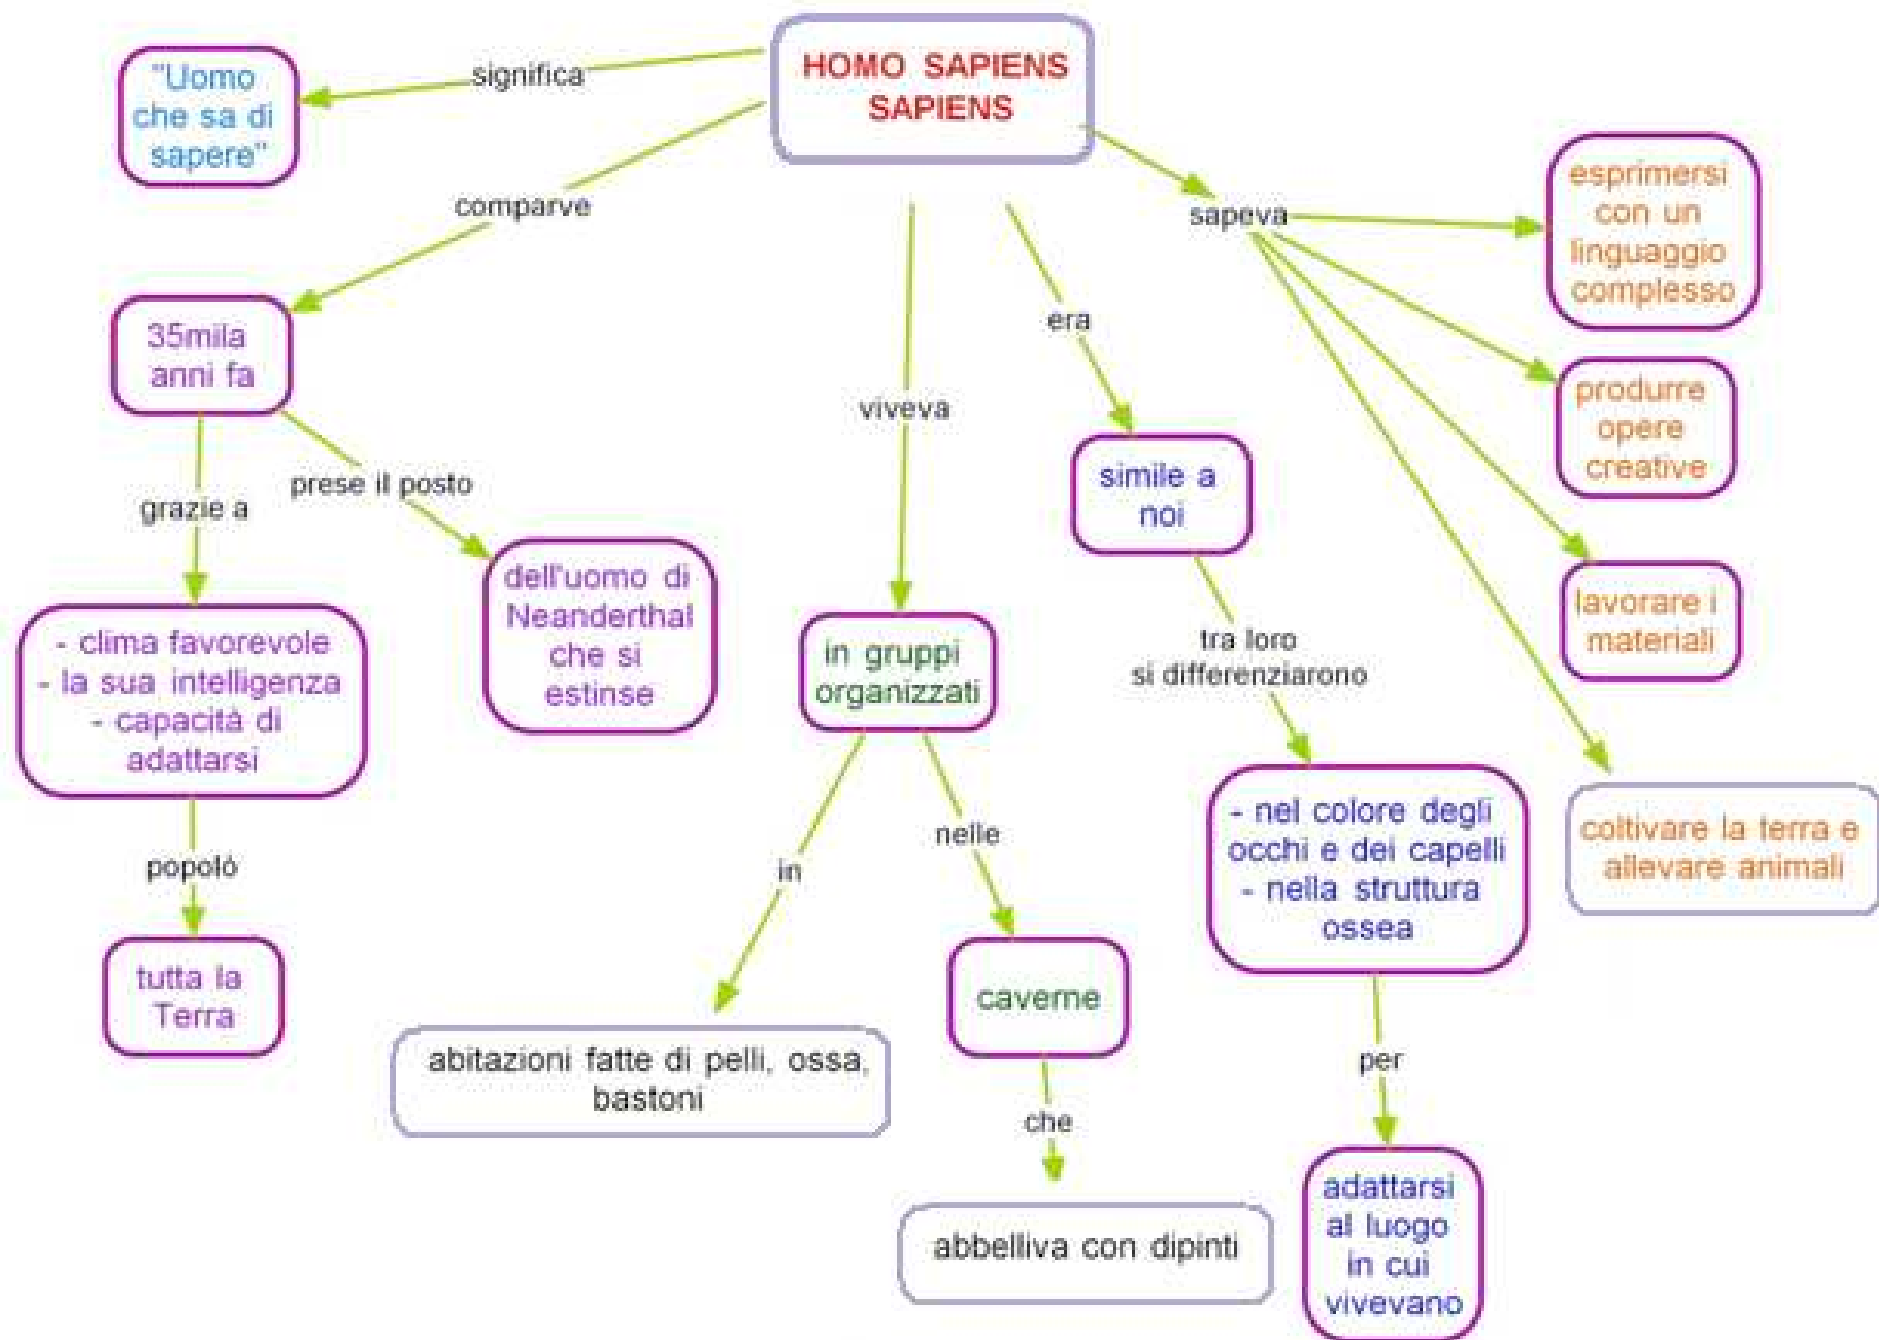 HOMO SAPIENS
SAPIENS
significa
"Uomo
che sa di
sapere"
comparve
35mila
anni fa
grazie a
- clima favorevole
- la sua intelligenza
- capacità di
adattarsi
popolò
tutta la
Terra
prese il posto
dell'uomo di
Neanderthal
che si
estinse
viveva
in gruppi
organizzati
in
abitazioni fatte di pelli, ossa,
bastoni
nelle
caverne
che
abbelliva con dipinti
era
simile a
noi
tra loro
si differenziarono
- nel colore degli
occhi e dei capelli
- nella struttura
ossea
per
adattarsi
al luogo
in cui
vivevano
sapeva
esprimersi
con un
linguaggio
complesso
produrre
opere
creative
lavorare i
materiali
coltivare la terra e
allevare animali